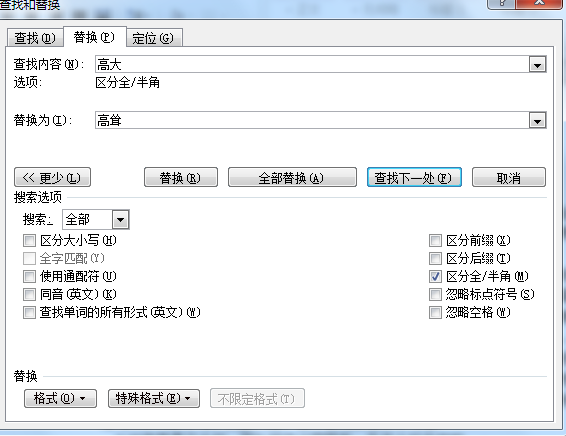 查找和替换
查找(D) 替换(P) 定位(G)
查找内容(N): 高大
选项: 区分全/半角
替换为(I): 高耸
<< 更少(L) 替换(R) 全部替换(A) 查找下一处(F) 取消
搜索选项
搜索: 全部
区分大小写(H) 区分前缀(X)
全字匹配(Y) 区分后缀(T)
使用通配符(U) 区分全/半角(M)
同音(英文)(K) 忽略标点符号(S)
查找单词的所有形式(英文)(W) 忽略空格(W)
替换
格式(O) 特殊格式(E) 不限定格式(T)